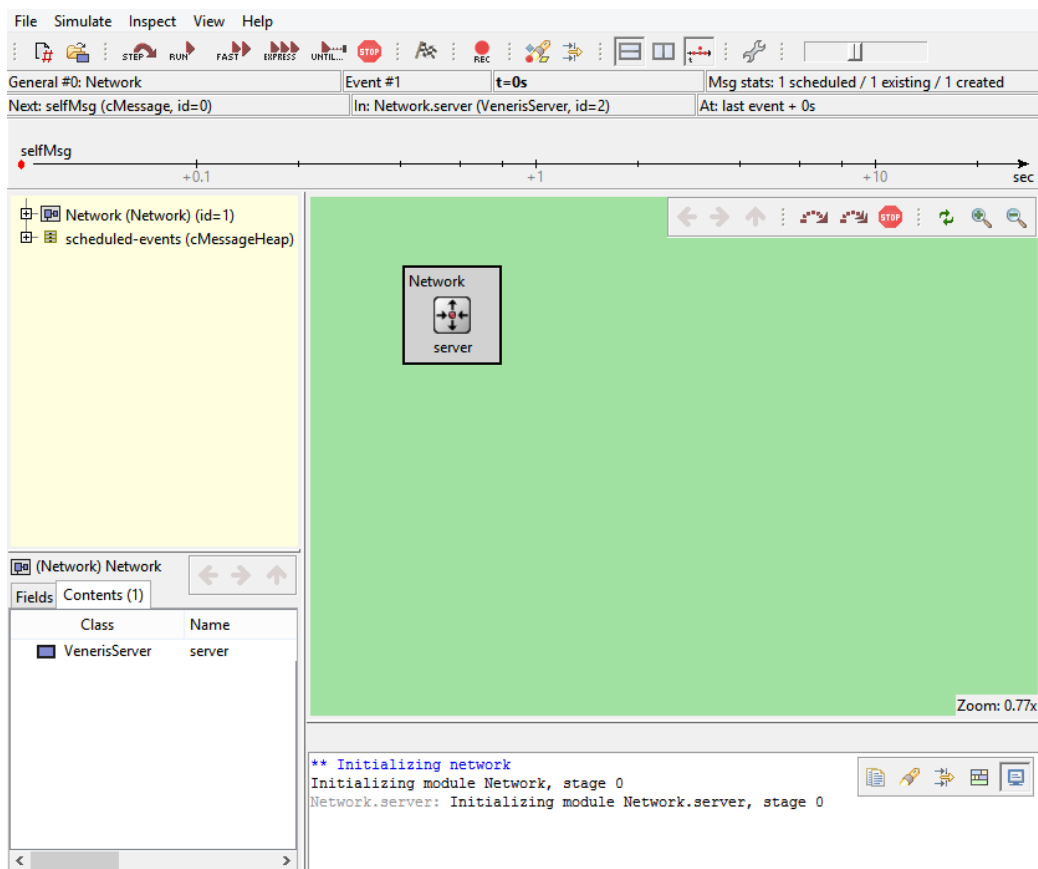 File Simulate Inspect View Help
STEP RUN FAST EXPRESS UNTIL... STOP REC
General #0: Network Event #1 t=0s Msg stats: 1 scheduled / 1 existing / 1 created
Next: selfMsg (cMessage, id=0) In: Network.server (VenerisServer, id=2) At: last event + 0s
selfMsg
+0.1 +1 +10 sec
Network (Network) (id=1)
scheduled-events (cMessageHeap)
STOP
Network
server
(Network) Network
Fields Contents (1)
Class Name
VenerisServer server
Zoom: 0.77x
** Initializing network
Initializing module Network, stage 0
Network.server: Initializing module Network.server, stage 0